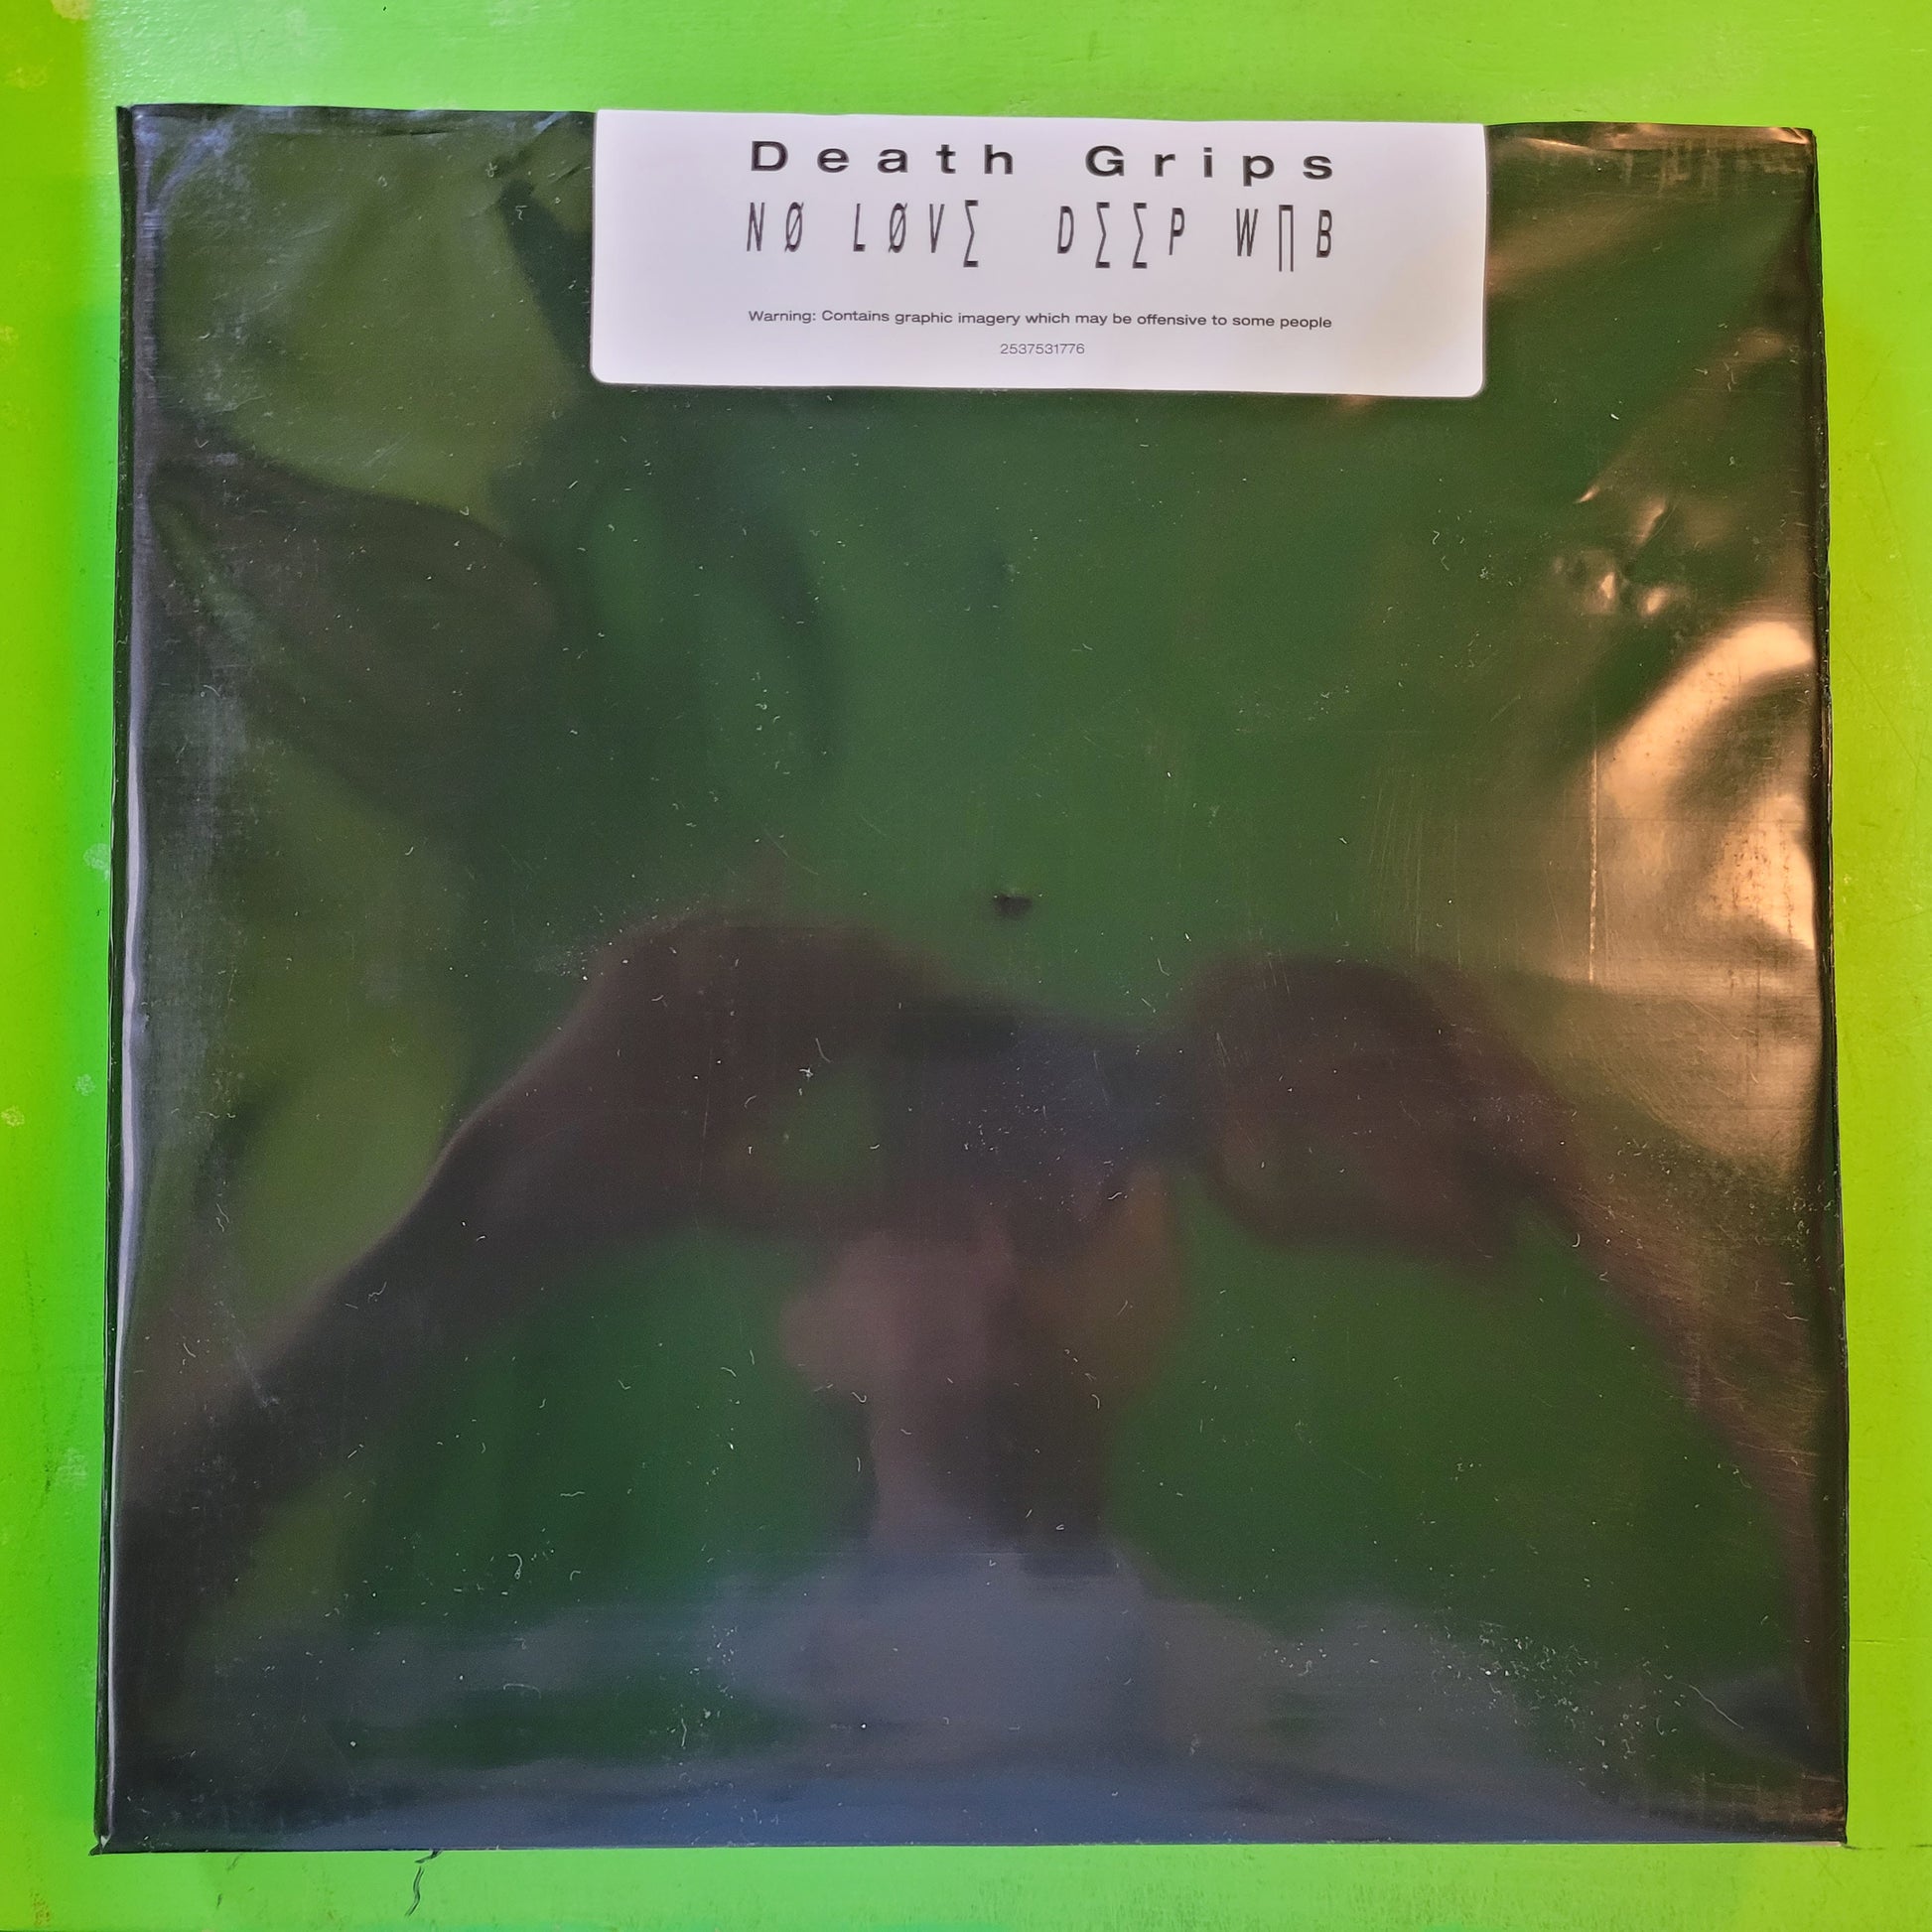 Death Grips
NØ LØV∑ D∑∑P W∏B
Warning: Contains graphic imagery which may be offensive to some people
2537531776